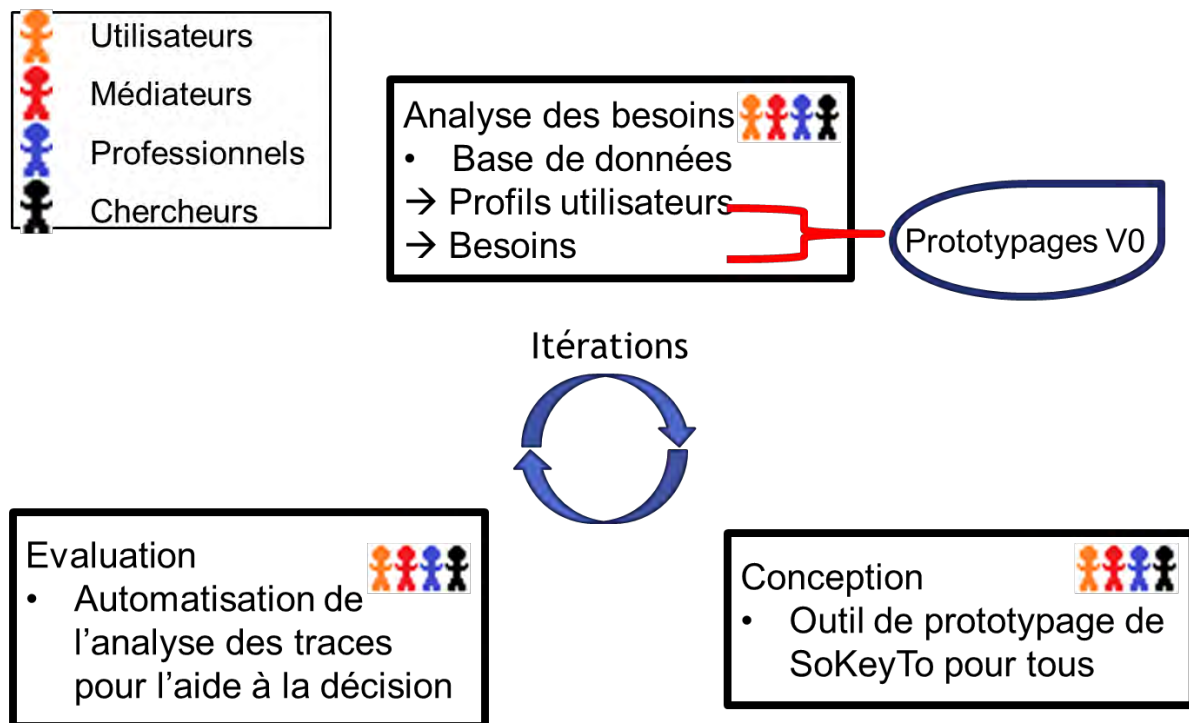 Utilisateurs
Médiateurs
Professionnels
Chercheurs
Analyse des besoins
• Base de données
→ Profils utilisateurs
→ Besoins
Prototypages V0
Itérations
Evaluation
• Automatisation de
l’analyse des traces
pour l’aide à la décision
Conception
• Outil de prototypage de
SoKeyTo pour tous